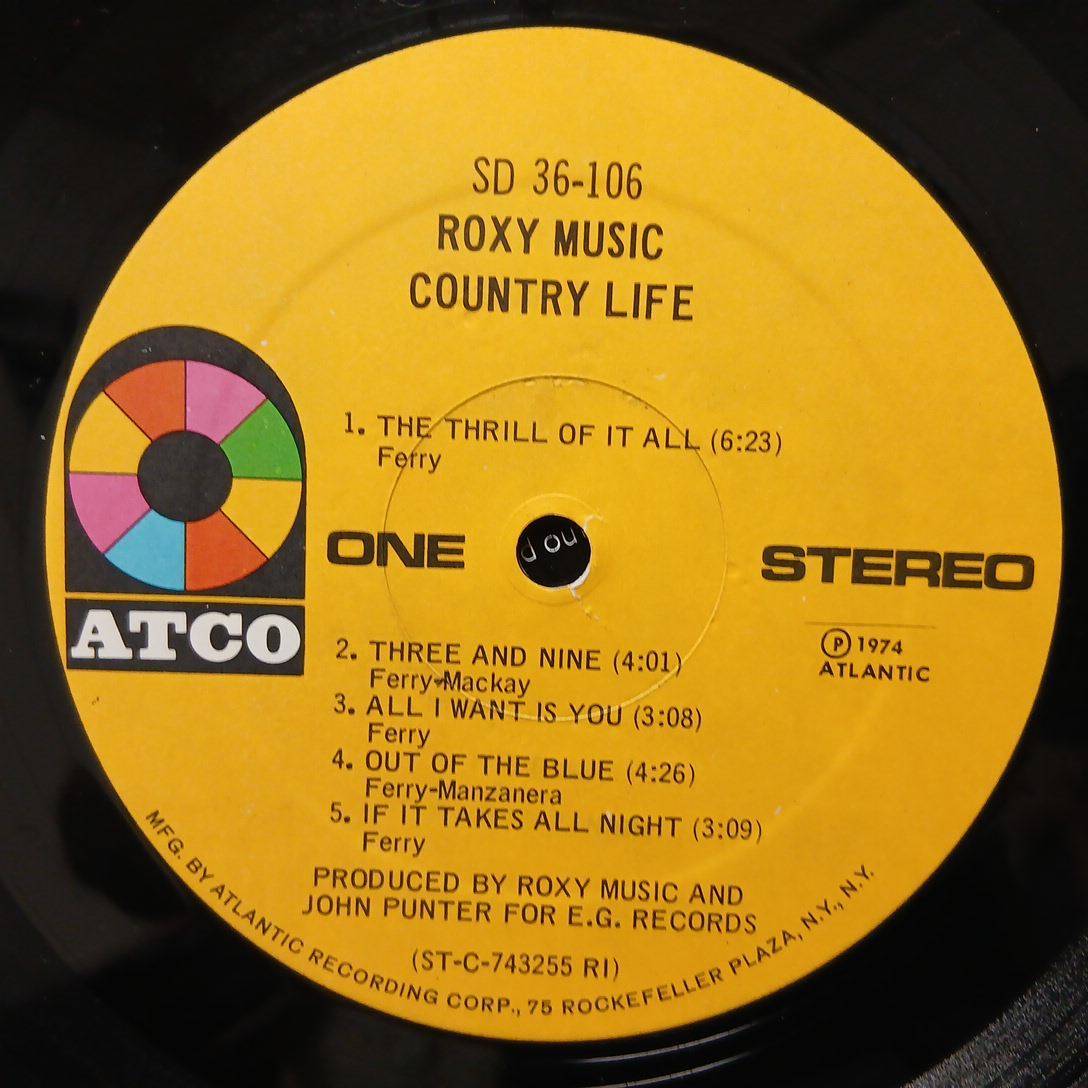 SD 36-106
ROXY MUSIC
COUNTRY LIFE
1. THE THRILL OF IT ALL (6:23)
Ferry
ONE
d ou
STEREO
ATCO
Ⓟ 1974
ATLANTIC
2. THREE AND NINE (4:01)
Ferry-Mackay
3. ALL I WANT IS YOU (3:08)
Ferry
4. OUT OF THE BLUE (4:26)
Ferry-Manzanera
5. IF IT TAKES ALL NIGHT (3:09)
Ferry
PRODUCED BY ROXY MUSIC AND
JOHN PUNTER FOR E.G. RECORDS
(ST-C-743255 RI)
MFG. BY ATLANTIC RECORDING CORP., 75 ROCKEFELLER PLAZA, N.Y., N.Y.